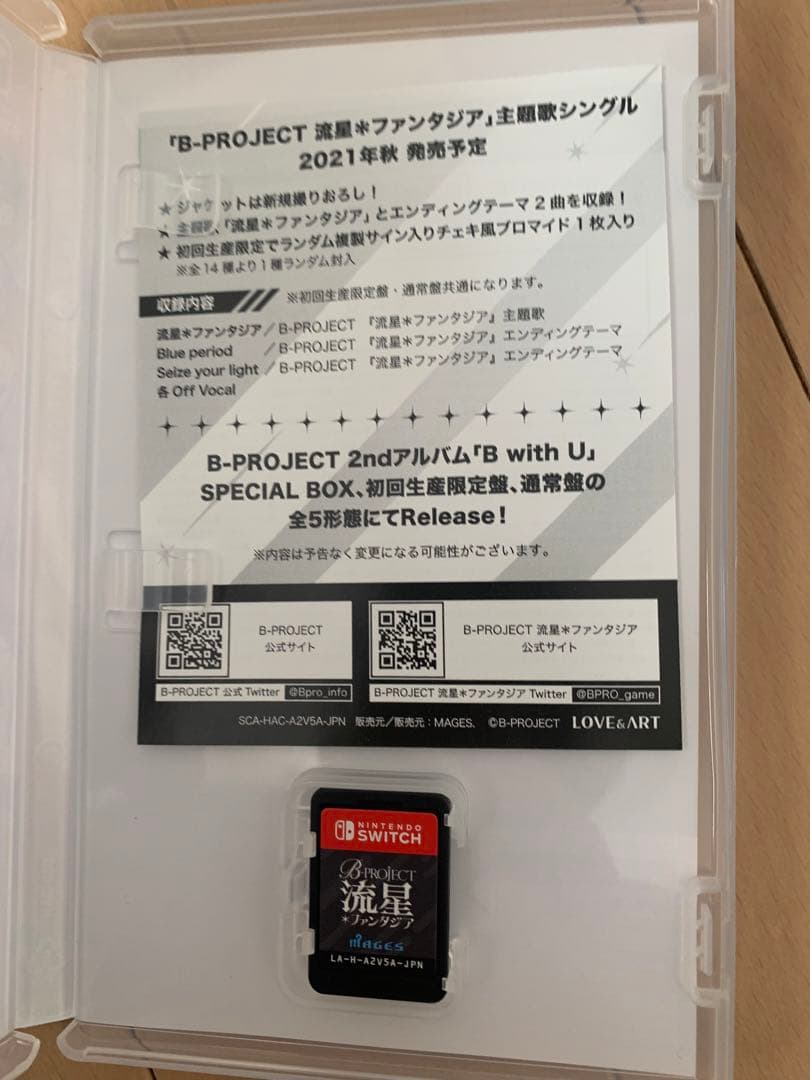 「B-PROJECT 流星*ファンタジア」主題歌シングル
2021年秋 発売予定
★ ジャケットは新規撮りおろし！
★ 主題歌、「流星*ファンタジア」とエンディングテーマ2曲を収録！
★ 初回生産限定でランダム複製サイン入りチェキ風ブロマイド1枚入り
※全14種より1種ランダム封入
収録内容 ※初回生産限定盤・通常盤共通になります。
流星*ファンタジア／B-PROJECT 『流星*ファンタジア』主題歌
Blue period ／B-PROJECT 『流星*ファンタジア』エンディングテーマ
Seize your light ／B-PROJECT 『流星*ファンタジア』エンディングテーマ
各 Off Vocal
B-PROJECT 2ndアルバム「B with U」
SPECIAL BOX、初回生産限定盤、通常盤の
全5形態にてRelease！
※内容は予告なく変更になる可能性がございます。
B-PROJECT
公式サイト
B-PROJECT 流星*ファンタジア
公式サイト
B-PROJECT 公式 Twitter @Bpro_info
B-PROJECT 流星*ファンタジア Twitter @BPRO_game
SCA-HAC-A2V5A-JPN 販売元／販売元：MAGES. ©B-PROJECT LOVE&ART
NINTENDO
SWITCH
B-PROJECT
流星
*ファンタジア
MAGES
LA-H-A2V5A-JPN